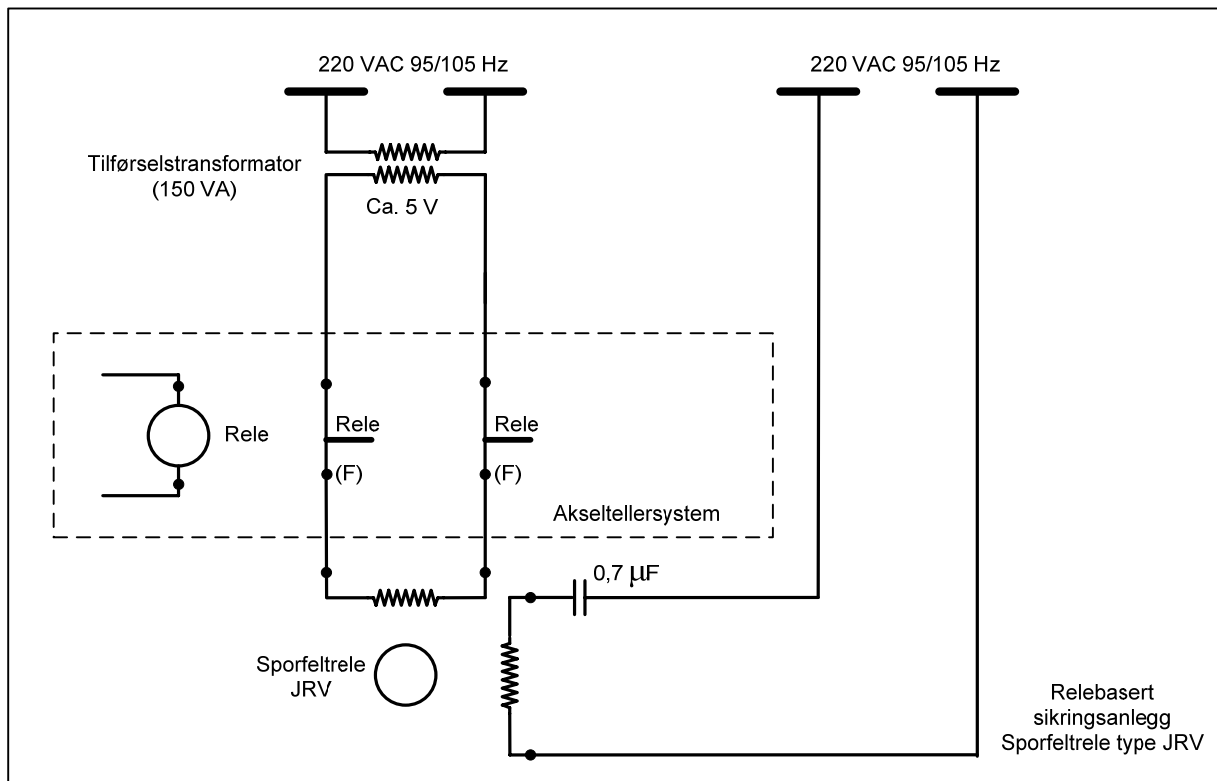 220 VAC 95/105 Hz
220 VAC 95/105 Hz
Tilførselstransformator
(150 VA)
Ca. 5 V
Rele
Rele
Rele
(F)
(F)
Akseltellersystem
0,7 µF
Sporfeltrele
JRV
Relebasert
sikringsanlegg
Sporfeltrele type JRV